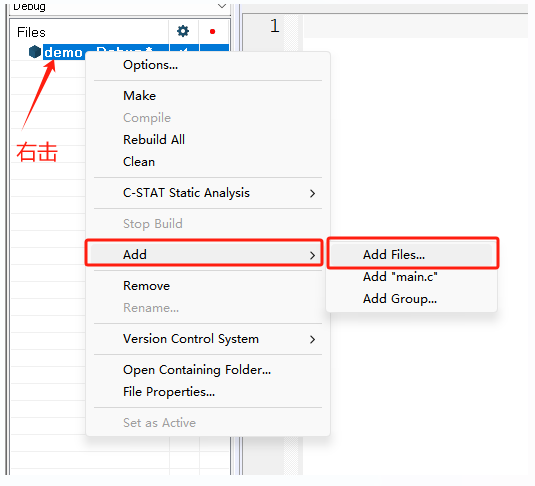 Debug
Files
1
demo - Debug *
Options...
Make
右击
Compile
Rebuild All
Clean
C-STAT Static Analysis
Stop Build
Add
Add Files...
Add "main.c"
Add Group...
Remove
Rename...
Version Control System
Open Containing Folder...
File Properties...
Set as Active